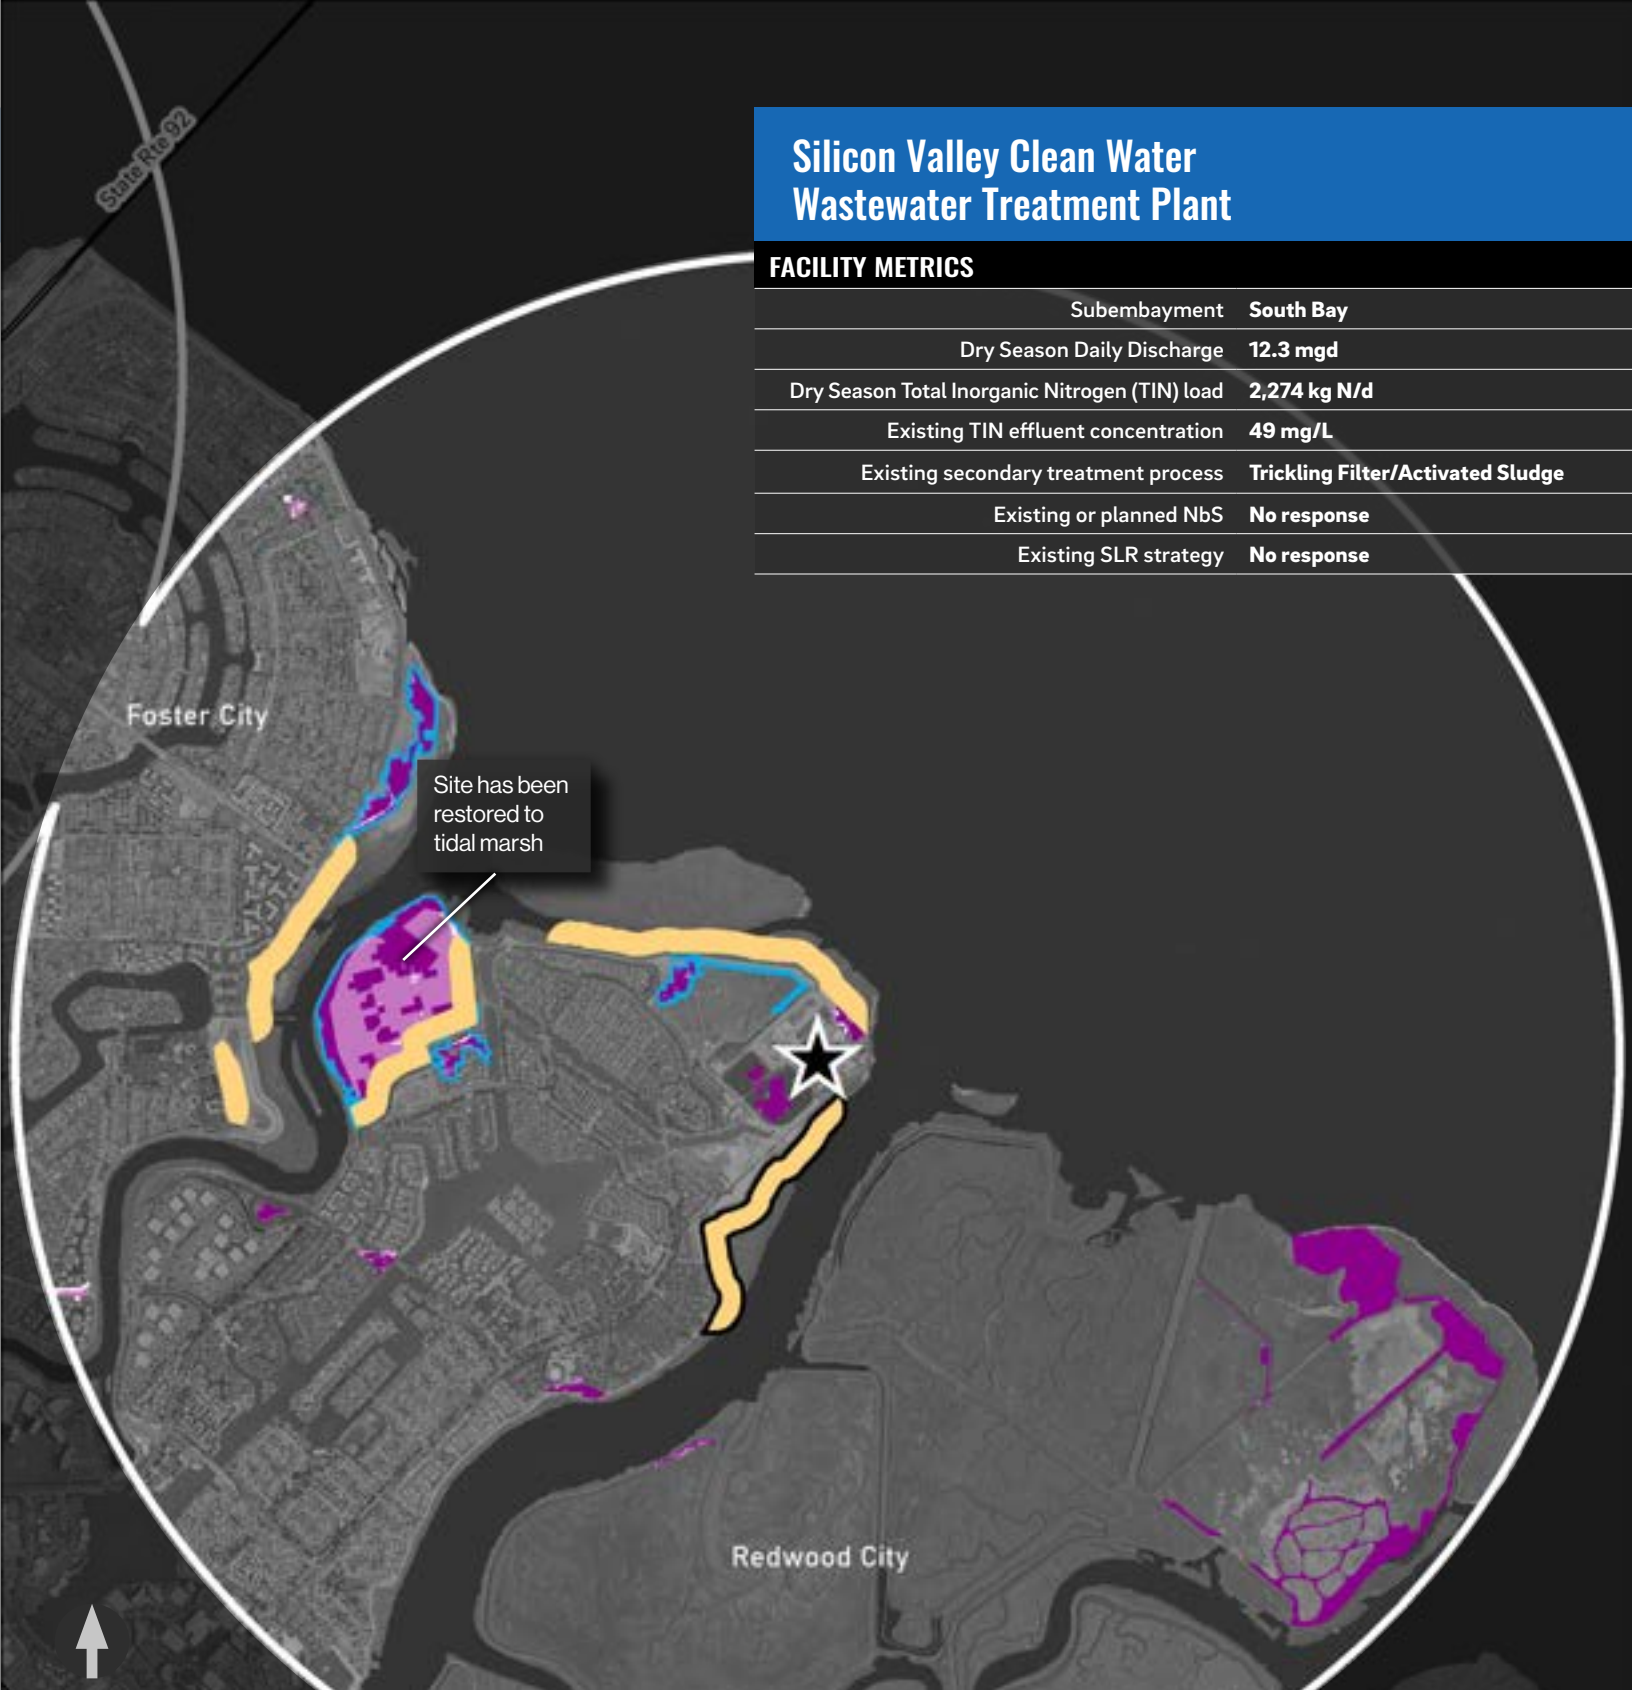 State Rte 92
Silicon Valley Clean Water
Wastewater Treatment Plant
FACILITY METRICS
Subembayment South Bay
Dry Season Daily Discharge 12.3 mgd
Dry Season Total Inorganic Nitrogen (TIN) load 2,274 kg N/d
Existing TIN effluent concentration 49 mg/L
Existing secondary treatment process Trickling Filter/Activated Sludge
Existing or planned NbS No response
Existing SLR strategy No response
Foster City
Site has been
restored to
tidal marsh
Redwood City